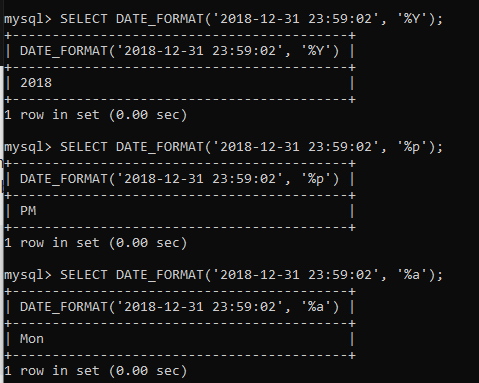 mysql> SELECT DATE_FORMAT('2018-12-31 23:59:02', '%Y');
+------------------------------------------+
| DATE_FORMAT('2018-12-31 23:59:02', '%Y') |
+------------------------------------------+
| 2018                                     |
+------------------------------------------+
1 row in set (0.00 sec)
mysql> SELECT DATE_FORMAT('2018-12-31 23:59:02', '%p');
+------------------------------------------+
| DATE_FORMAT('2018-12-31 23:59:02', '%p') |
+------------------------------------------+
| PM                                       |
+------------------------------------------+
1 row in set (0.00 sec)
mysql> SELECT DATE_FORMAT('2018-12-31 23:59:02', '%a');
+------------------------------------------+
| DATE_FORMAT('2018-12-31 23:59:02', '%a') |
+------------------------------------------+
| Mon                                      |
+------------------------------------------+
1 row in set (0.00 sec)